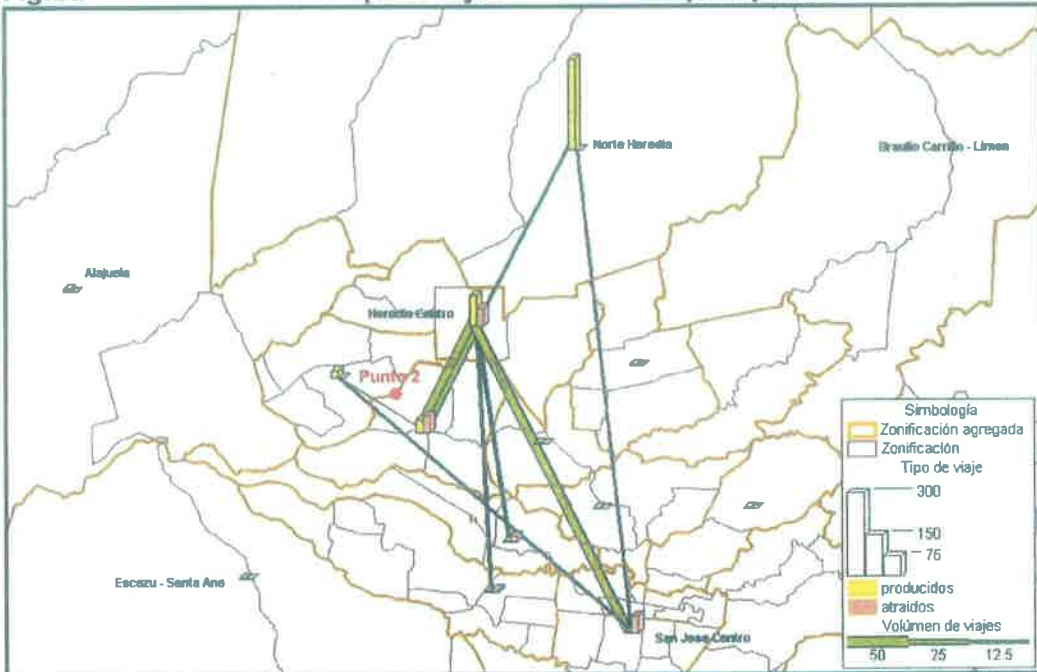 Norte Heredia
Braulio Carrillo - Limon
Alajuela
Heredia Centro
Punto 2
Escazu - Santa Ana
San Jose Centro
Simbología
Zonificación agregada
Zonificación
Tipo de viaje
300
150
75
producidos
atraidos
Volúmen de viajes
50 25 12.5